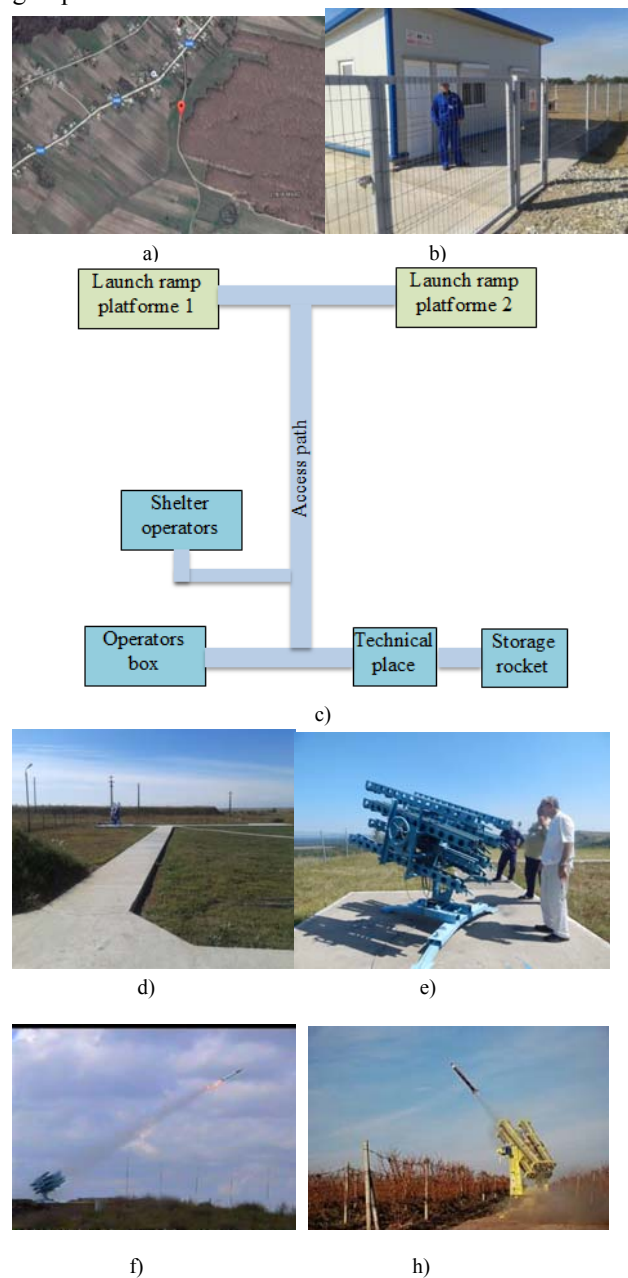 a)
b)
Launch ramp
platforme 1
Launch ramp
platforme 2
Access path
Shelter
operators
Operators
box
Technical
place
Storage
rocket
c)
d)
e)
f)
h)